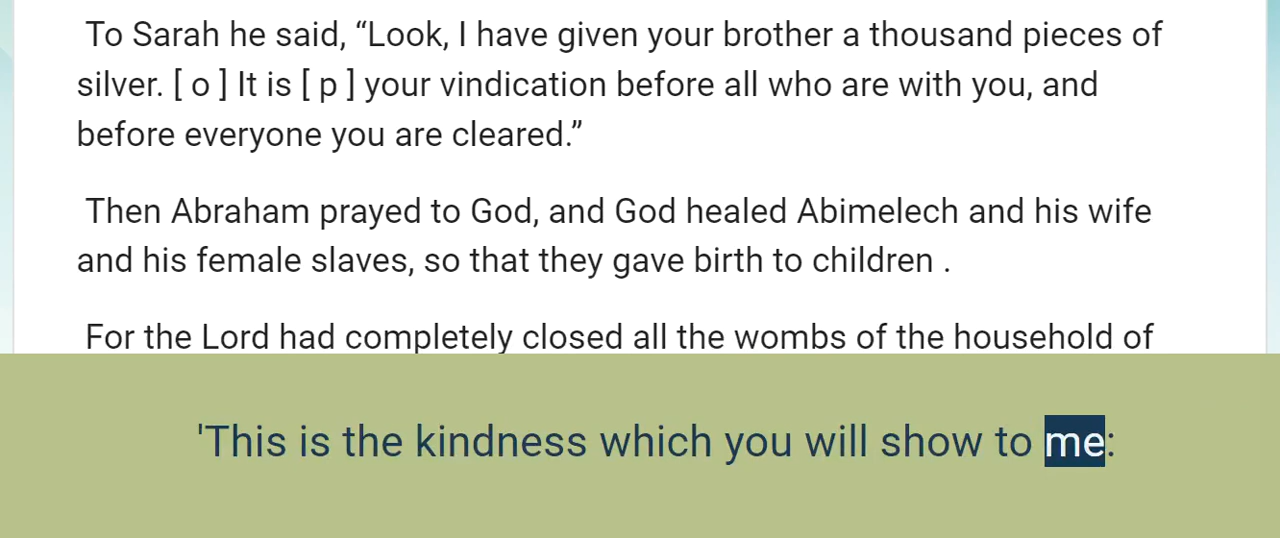 To Sarah he said, “Look, I have given your brother a thousand pieces of
silver. [ o ] It is [ p ] your vindication before all who are with you, and
before everyone you are cleared.”
Then Abraham prayed to God, and God healed Abimelech and his wife
and his female slaves, so that they gave birth to children .
For the Lord had completely closed all the wombs of the household of
'This is the kindness which you will show to me: